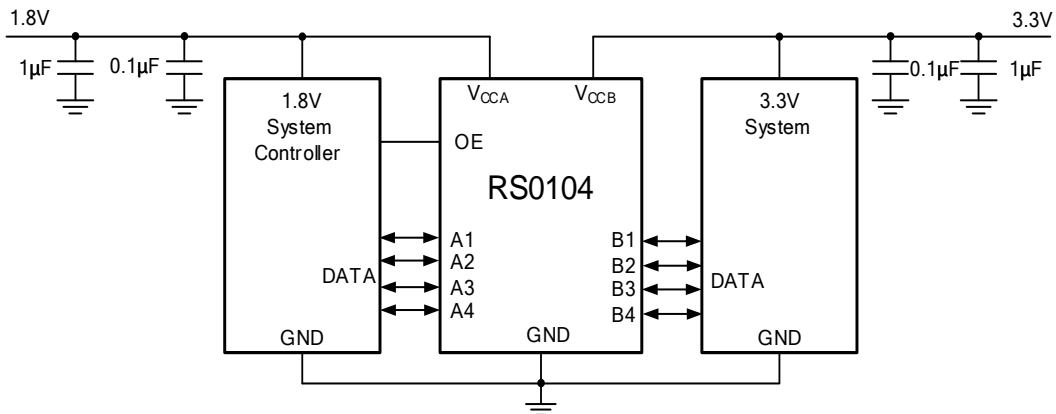 1.8V
3.3V
1μF
0.1μF
0.1μF
1μF
1.8V
System
Controller
VCCA
VCCB
3.3V
System
OE
RS0104
A1
A2
A3
A4
B1
B2
B3
B4
DATA
DATA
GND
GND
GND